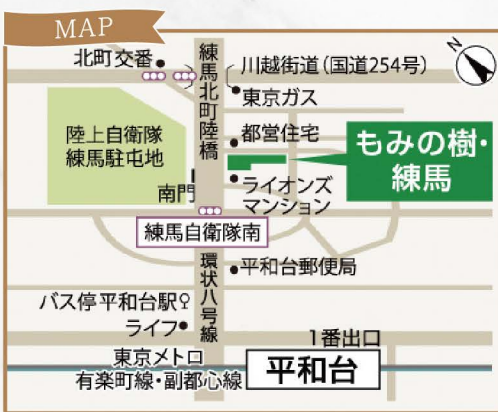 MAP
N
北町交番
練馬北町陸橋
川越街道(国道254号)
東京ガス
陸上自衛隊
練馬駐屯地
都営住宅
もみの樹・
練馬
南門
ライオンズ
マンション
練馬自衛隊南
環状八号線
平和台郵便局
バス停平和台駅
ライフ
1番出口
東京メトロ
有楽町線・副都心線
平和台